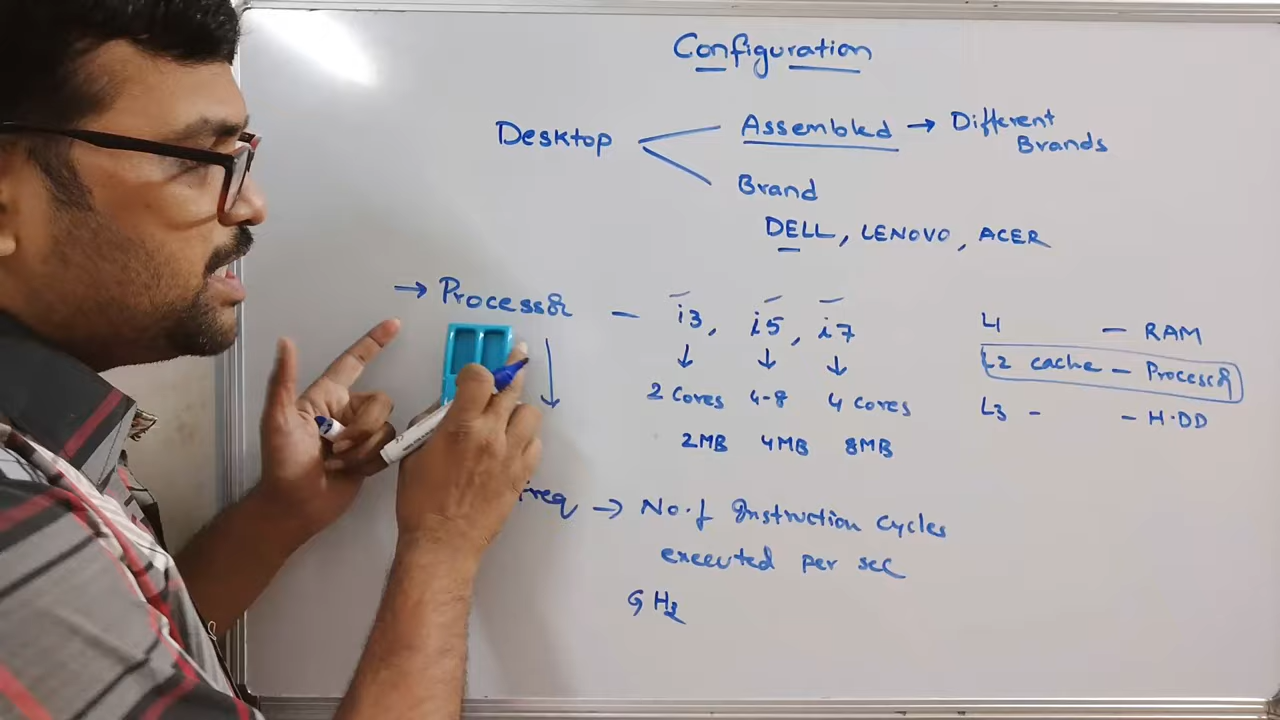 Configuration
Desktop
Assembled → Different
Brands
Brand
DELL, LENOVO, ACER
→ Processor - i3, i5, i7
2 Cores 4-8 4 Cores
2MB 4MB 8MB
L1 - RAM
L2 cache - Processor
L3 - - H.DD
freq → No.f Instruction Cycles
executed per sec
GHz